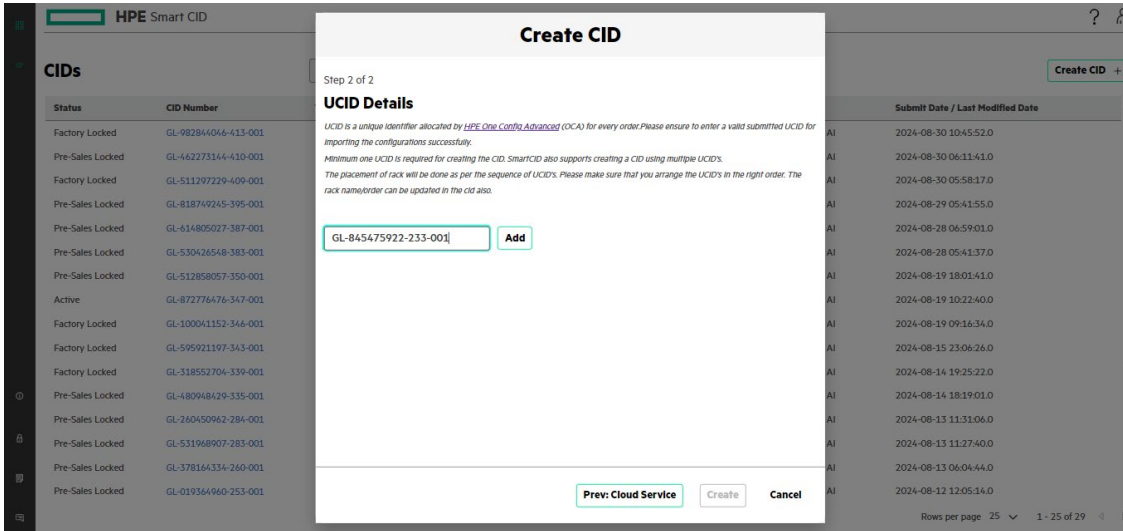 HPE Smart CID
?
Create CID
CIDs
Create CID +
Step 2 of 2
UCID Details
UCID is a unique identifier allocated by HPE One Config Advanced (OCA) for every order.Please ensure to enter a valid submitted UCID for
importing the configurations successfully.
Minimum one UCID is required for creating the CID. SmartCID also supports creating a CID using multiple UCID's.
The placement of rack will be done as per the sequence of UCID's. Please make sure that you arrange the UCID's in the right order. The
rack name/order can be updated in the cid also.
GL-845475922-233-001 Add
Status CID Number Submit Date / Last Modified Date
Factory Locked GL-982844046-413-001 AI 2024-08-30 10:45:52.0
Pre-Sales Locked GL-462273144-410-001 AI 2024-08-30 06:11:41.0
Factory Locked GL-511297229-409-001 AI 2024-08-30 05:58:17.0
Pre-Sales Locked GL-818749245-395-001 AI 2024-08-29 05:41:55.0
Pre-Sales Locked GL-614805027-387-001 AI 2024-08-28 06:59:01.0
Pre-Sales Locked GL-530426548-383-001 AI 2024-08-28 05:41:37.0
Pre-Sales Locked GL-512858057-350-001 AI 2024-08-19 18:01:41.0
Active GL-872776476-347-001 AI 2024-08-19 10:22:40.0
Factory Locked GL-100041152-346-001 AI 2024-08-19 09:16:34.0
Factory Locked GL-595921197-343-001 AI 2024-08-15 23:06:26.0
Factory Locked GL-318552704-339-001 AI 2024-08-14 19:25:22.0
Pre-Sales Locked GL-480948429-335-001 AI 2024-08-14 18:19:01.0
Pre-Sales Locked GL-260450962-284-001 AI 2024-08-13 11:31:06.0
Pre-Sales Locked GL-531968907-283-001 AI 2024-08-13 11:27:40.0
Pre-Sales Locked GL-378164334-260-001 AI 2024-08-13 06:04:44.0
Pre-Sales Locked GL-019364960-253-001 AI 2024-08-12 12:05:14.0
Prev: Cloud Service Create Cancel
Rows per page 25 1 - 25 of 29